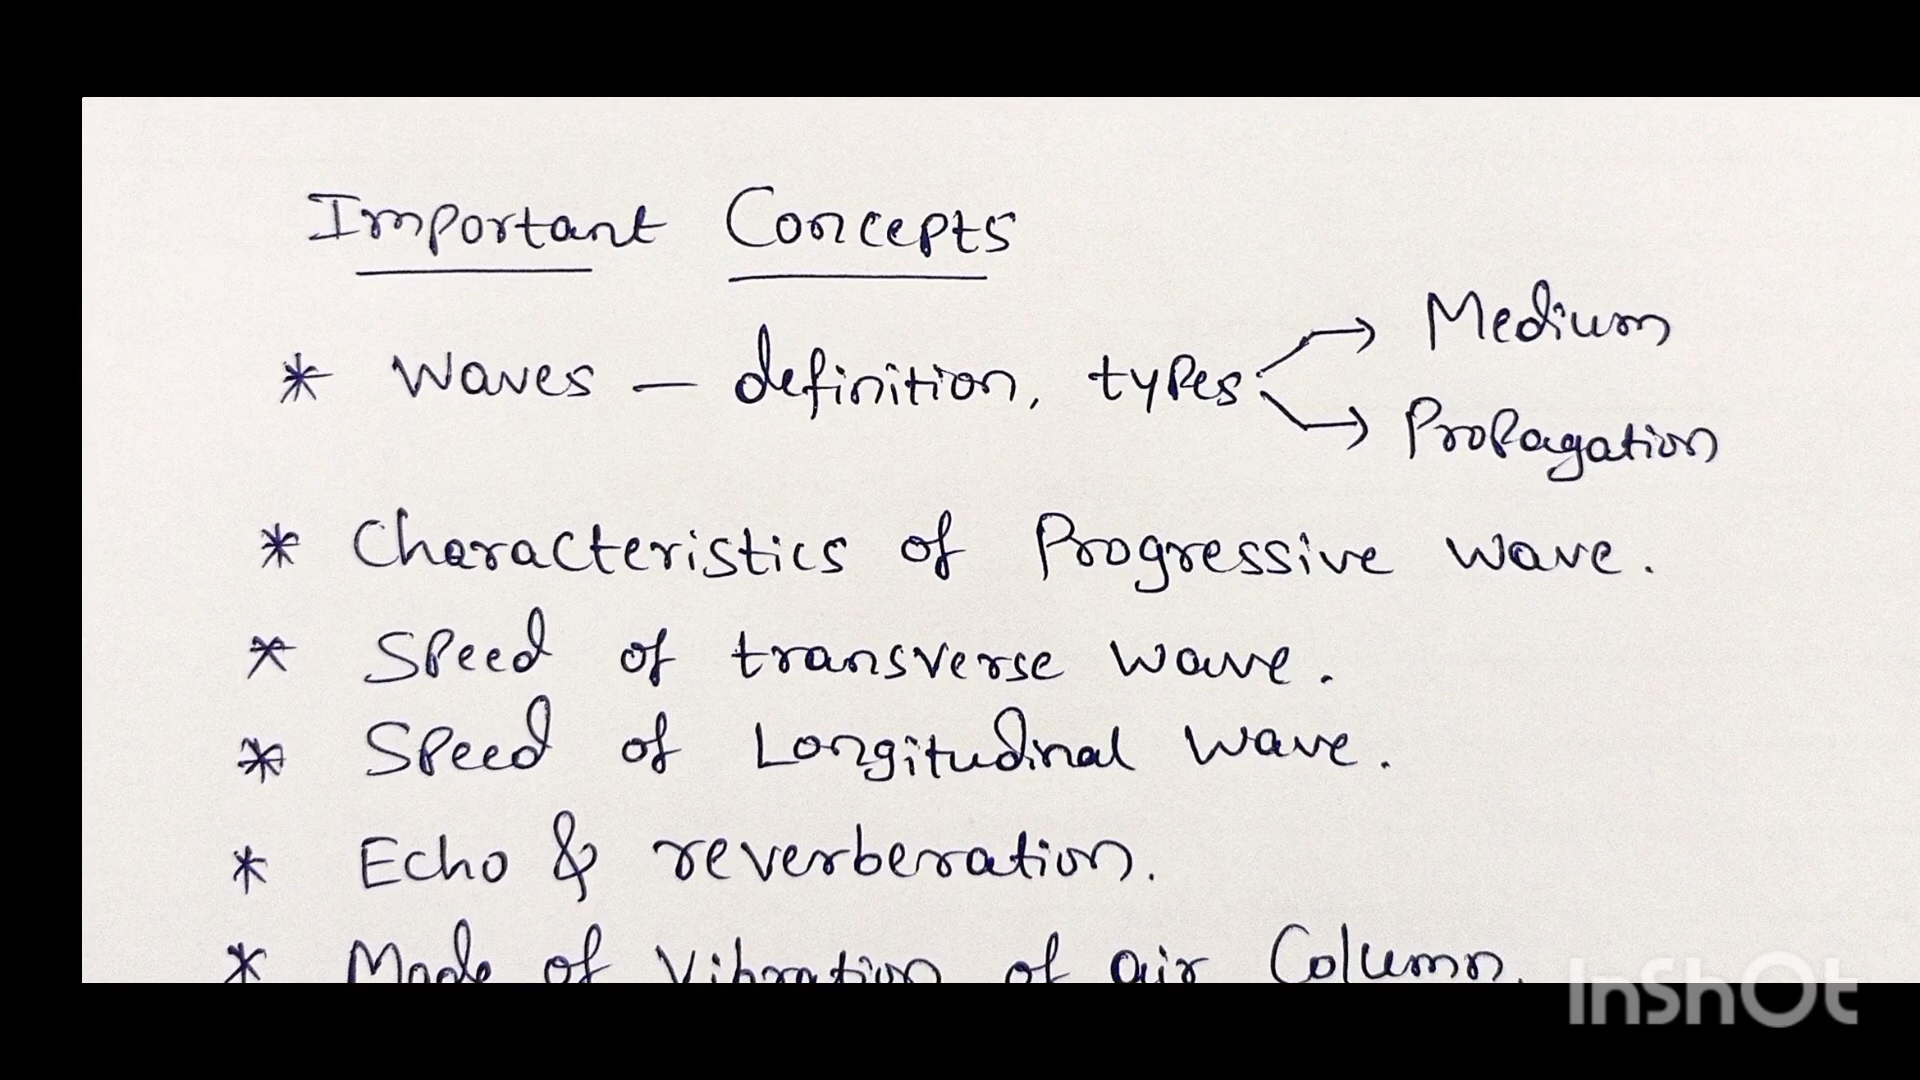 Important Concepts
* Waves — definition, types → Medium
→ Propagation
* Characteristics of Progressive wave.
* Speed of transverse wave.
* Speed of Longitudinal wave.
* Echo & reverberation.
* Mode of Vibration of air Column.
InShOt